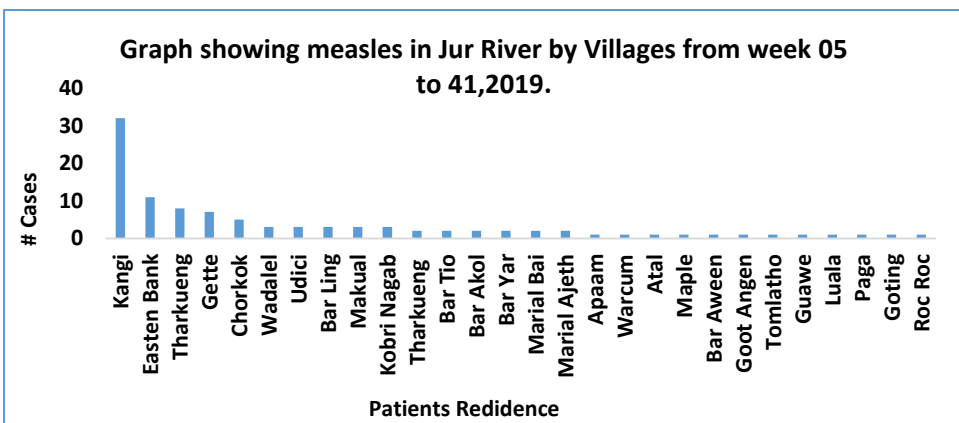 Graph showing measles in Jur River by Villages from week 05
to 41,2019.
40
30
20
10
0
# Cases
Kangi
Easten Bank
Tharkueng
Gette
Chorkok
Wadalel
Udici
Bar Ling
Makual
Kobri Nagab
Tharkueng
Bar Tio
Bar Akol
Bar Yar
Marial Bai
Marial Ajeth
Apaam
Warcum
Atal
Maple
Bar Aween
Goot Angen
Tomlatho
Guawe
Luala
Paga
Goting
Roc Roc
Patients Redidence